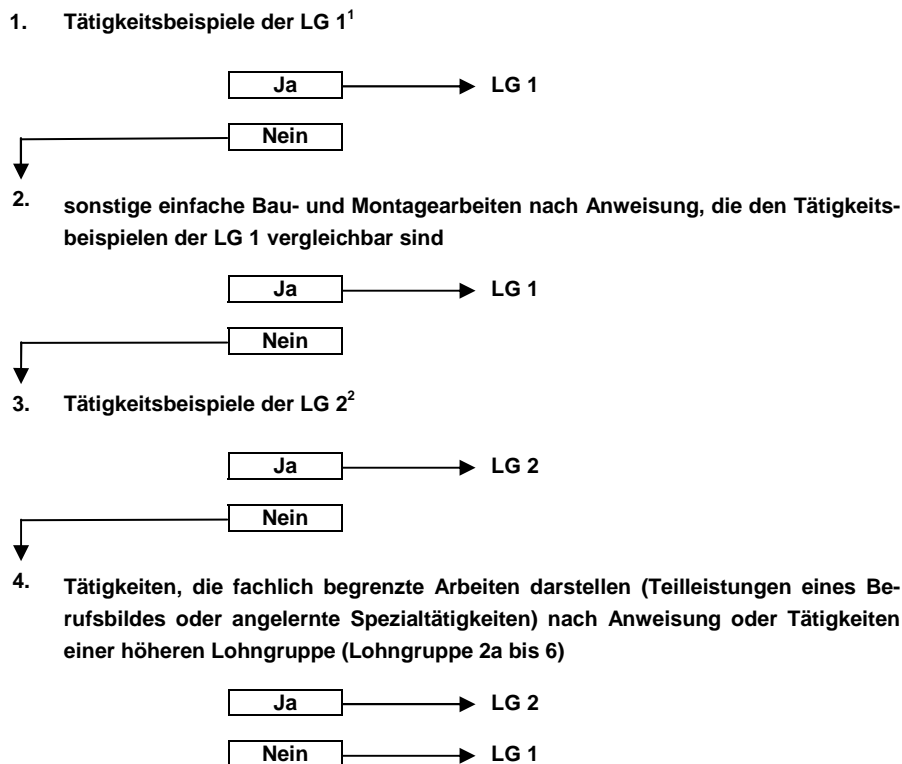 1. Tätigkeitsbeispiele der LG 1¹
Ja LG 1
Nein
2. sonstige einfache Bau- und Montagearbeiten nach Anweisung, die den Tätigkeits-
beispielen der LG 1 vergleichbar sind
Ja LG 1
Nein
3. Tätigkeitsbeispiele der LG 2²
Ja LG 2
Nein
4. Tätigkeiten, die fachlich begrenzte Arbeiten darstellen (Teilleistungen eines Be-
rufsbildes oder angelernte Spezialtätigkeiten) nach Anweisung oder Tätigkeiten
einer höheren Lohngruppe (Lohngruppe 2a bis 6)
Ja LG 2
Nein LG 1